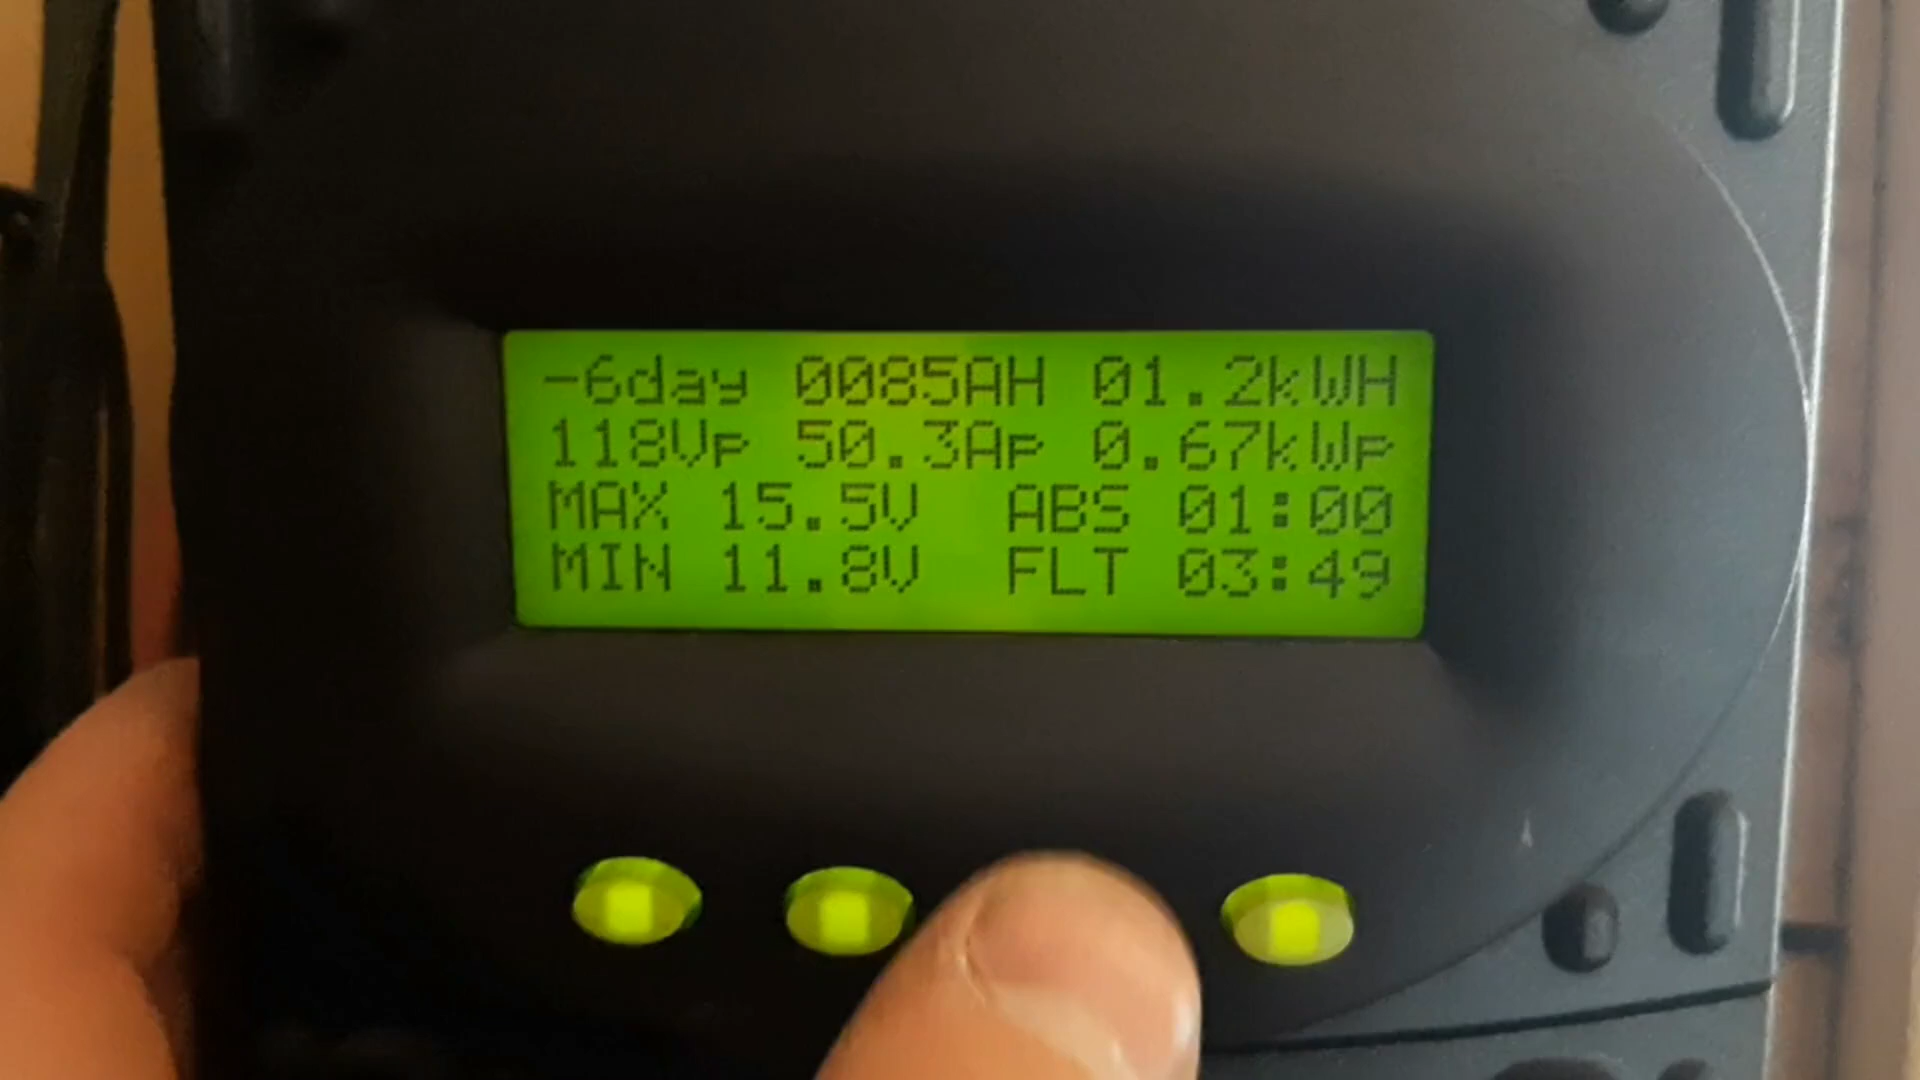 -6day 0085AH 01.2kWH
118Vp 50.3Ap 0.67kWp
MAX 15.5V ABS 01:00
MIN 11.8V FLT 03:49